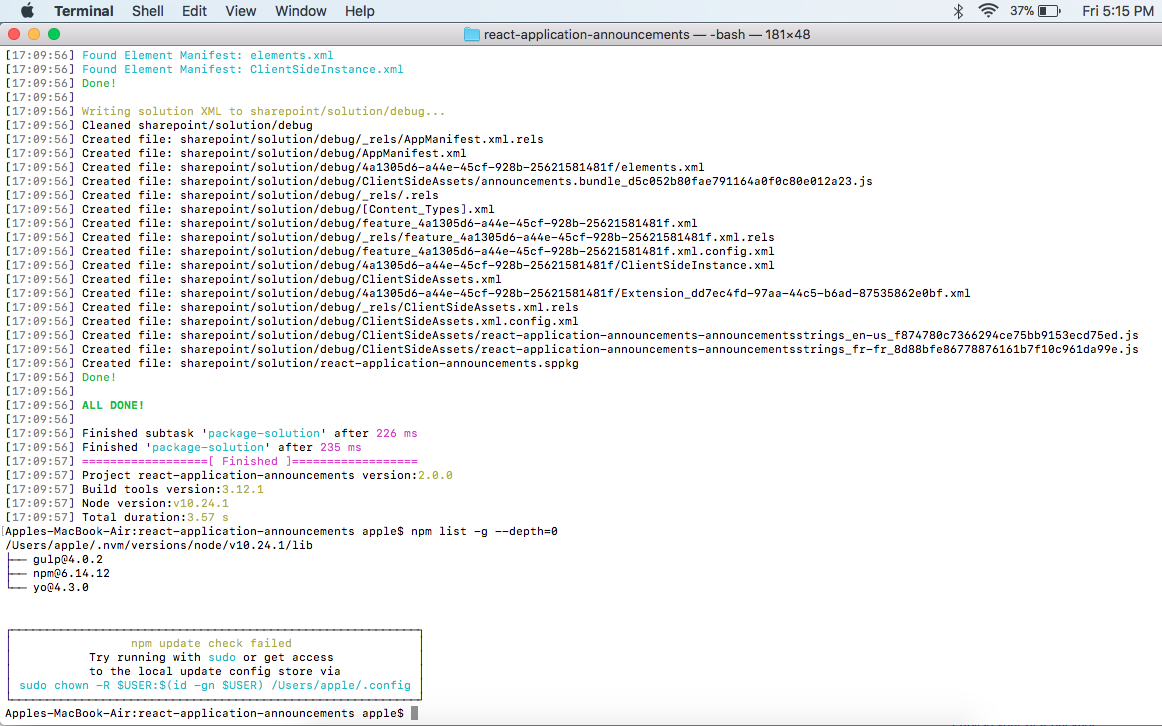 Terminal Shell Edit View Window Help 37% Fri 5:15 PM
react-application-announcements — -bash — 181×48
[17:09:56] Found Element Manifest: elements.xml
[17:09:56] Found Element Manifest: ClientSideInstance.xml
[17:09:56] Done!
[17:09:56]
[17:09:56] Writing solution XML to sharepoint/solution/debug...
[17:09:56] Cleaned sharepoint/solution/debug
[17:09:56] Created file: sharepoint/solution/debug/_rels/AppManifest.xml.rels
[17:09:56] Created file: sharepoint/solution/debug/AppManifest.xml
[17:09:56] Created file: sharepoint/solution/debug/4a1305d6-a44e-45cf-928b-25621581481f/elements.xml
[17:09:56] Created file: sharepoint/solution/debug/ClientSideAssets/announcements.bundle_d5c052b80fae791164a0f0c80e012a23.js
[17:09:56] Created file: sharepoint/solution/debug/_rels/.rels
[17:09:56] Created file: sharepoint/solution/debug/[Content_Types].xml
[17:09:56] Created file: sharepoint/solution/debug/feature_4a1305d6-a44e-45cf-928b-25621581481f.xml
[17:09:56] Created file: sharepoint/solution/debug/_rels/feature_4a1305d6-a44e-45cf-928b-25621581481f.xml.rels
[17:09:56] Created file: sharepoint/solution/debug/feature_4a1305d6-a44e-45cf-928b-25621581481f.xml.config.xml
[17:09:56] Created file: sharepoint/solution/debug/4a1305d6-a44e-45cf-928b-25621581481f/ClientSideInstance.xml
[17:09:56] Created file: sharepoint/solution/debug/ClientSideAssets.xml
[17:09:56] Created file: sharepoint/solution/debug/4a1305d6-a44e-45cf-928b-25621581481f/Extension_dd7ec4fd-97aa-44c5-b6ad-87535862e0bf.xml
[17:09:56] Created file: sharepoint/solution/debug/_rels/ClientSideAssets.xml.rels
[17:09:56] Created file: sharepoint/solution/debug/ClientSideAssets.xml.config.xml
[17:09:56] Created file: sharepoint/solution/debug/ClientSideAssets/react-application-announcements-announcementsstrings_en-us_f874780c7366294ce75bb9153ecd75ed.js
[17:09:56] Created file: sharepoint/solution/debug/ClientSideAssets/react-application-announcements-announcementsstrings_fr-fr_8d88bfe86778876161b7f10c961da99e.js
[17:09:56] Created file: sharepoint/solution/react-application-announcements.sppkg
[17:09:56] Done!
[17:09:56]
[17:09:56] ALL DONE!
[17:09:56]
[17:09:56] Finished subtask 'package-solution' after 226 ms
[17:09:56] Finished 'package-solution' after 235 ms
[17:09:57] ==================[ Finished ]==================
[17:09:57] Project react-application-announcements version:2.0.0
[17:09:57] Build tools version:3.12.1
[17:09:57] Node version:v10.24.1
[17:09:57] Total duration:3.57 s
[Apples-MacBook-Air:react-application-announcements apple$ npm list -g --depth=0
/Users/apple/.nvm/versions/node/v10.24.1/lib
├── gulp@4.0.2
├── npm@6.14.12
└── yo@4.3.0
npm update check failed
Try running with sudo or get access
to the local update config store via
sudo chown -R $USER:$(id -gn $USER) /Users/apple/.config
Apples-MacBook-Air:react-application-announcements apple$